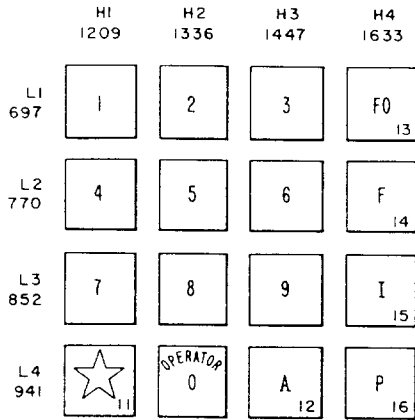 H1 H2 H3 H4
1209 1336 1447 1633
L1
697
1 2 3 FO
13
L2
770
4 5 6 F
14
L3
852
7 8 9 I
15
L4
941
11
OPERATOR
0
A
12
P
16